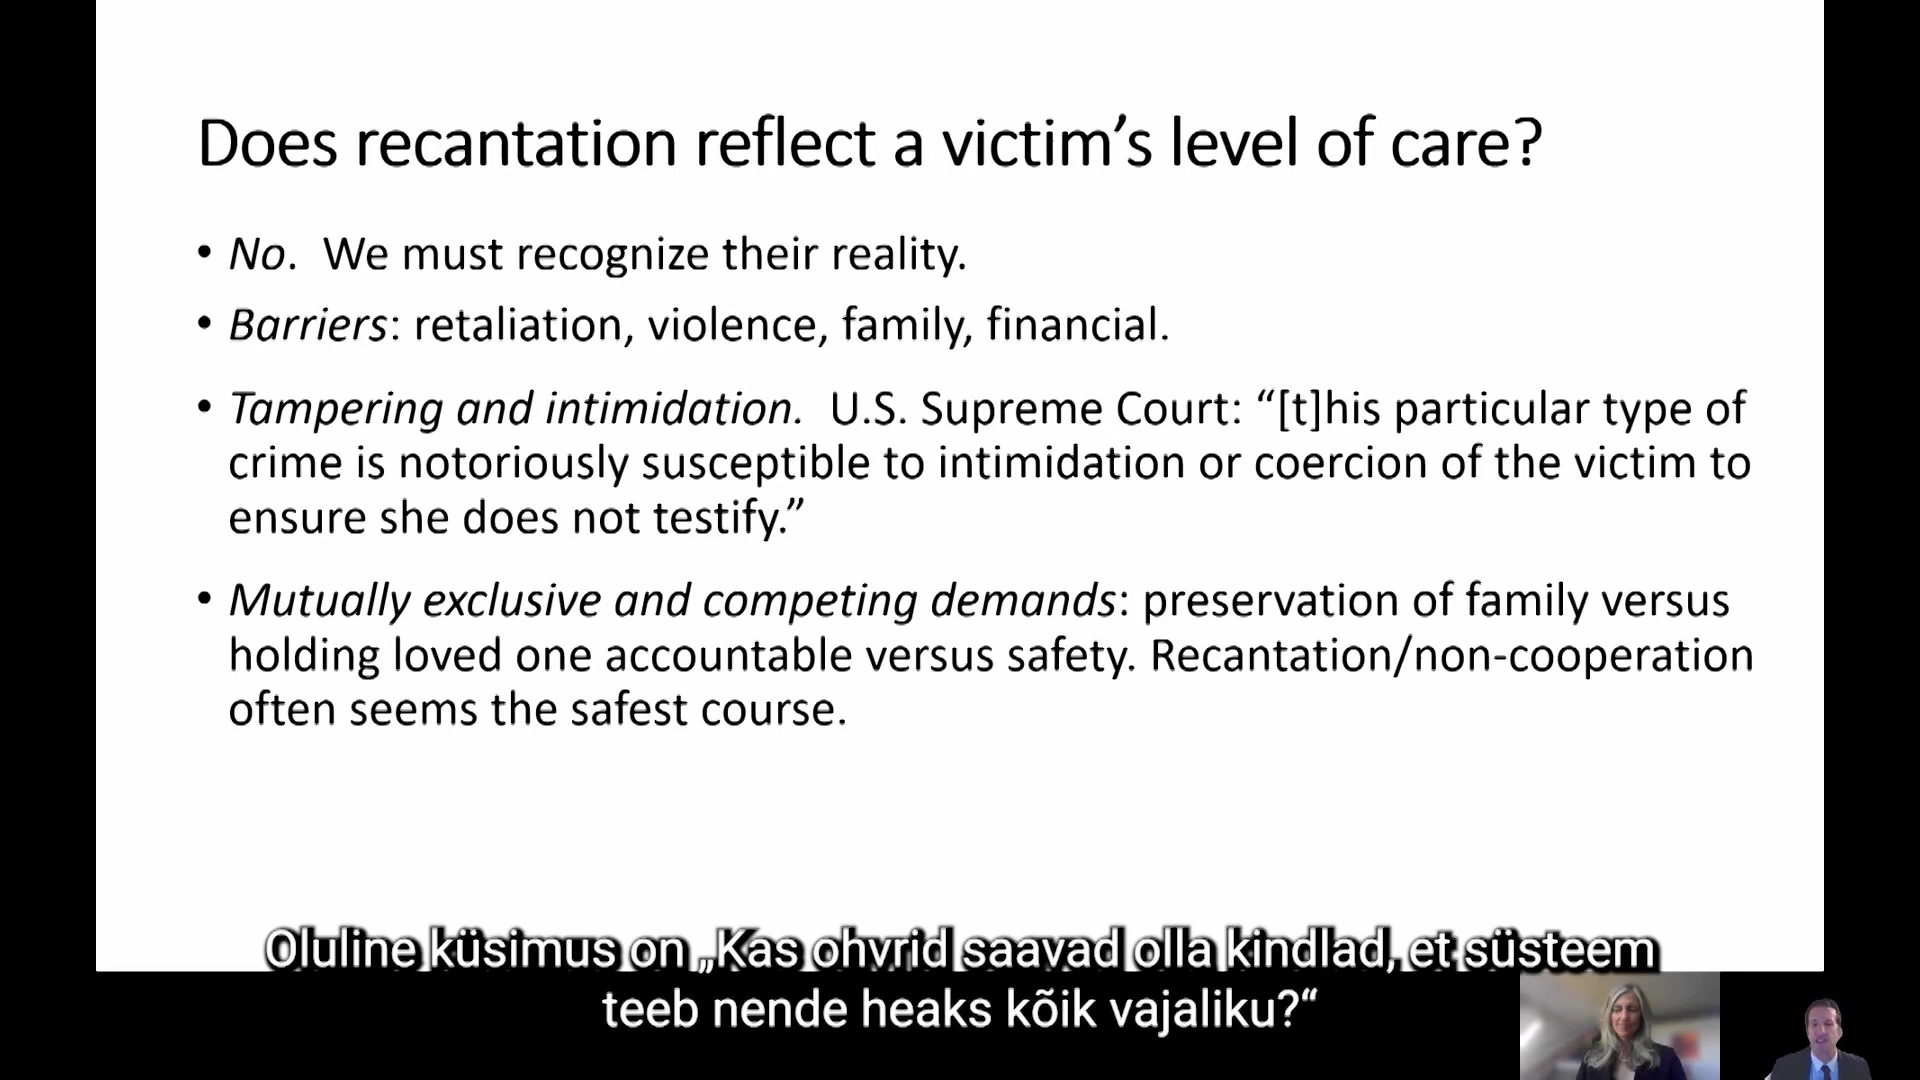 Does recantation reflect a victim’s level of care?
• No.  We must recognize their reality.
• Barriers: retaliation, violence, family, financial.
• Tampering and intimidation.  U.S. Supreme Court: “[t]his particular type of
crime is notoriously susceptible to intimidation or coercion of the victim to
ensure she does not testify.”
• Mutually exclusive and competing demands: preservation of family versus
holding loved one accountable versus safety. Recantation/non-cooperation
often seems the safest course.
Oluline küsimus on „Kas ohvrid saavad olla kindlad, et süsteem
teeb nende heaks kõik vajaliku?“